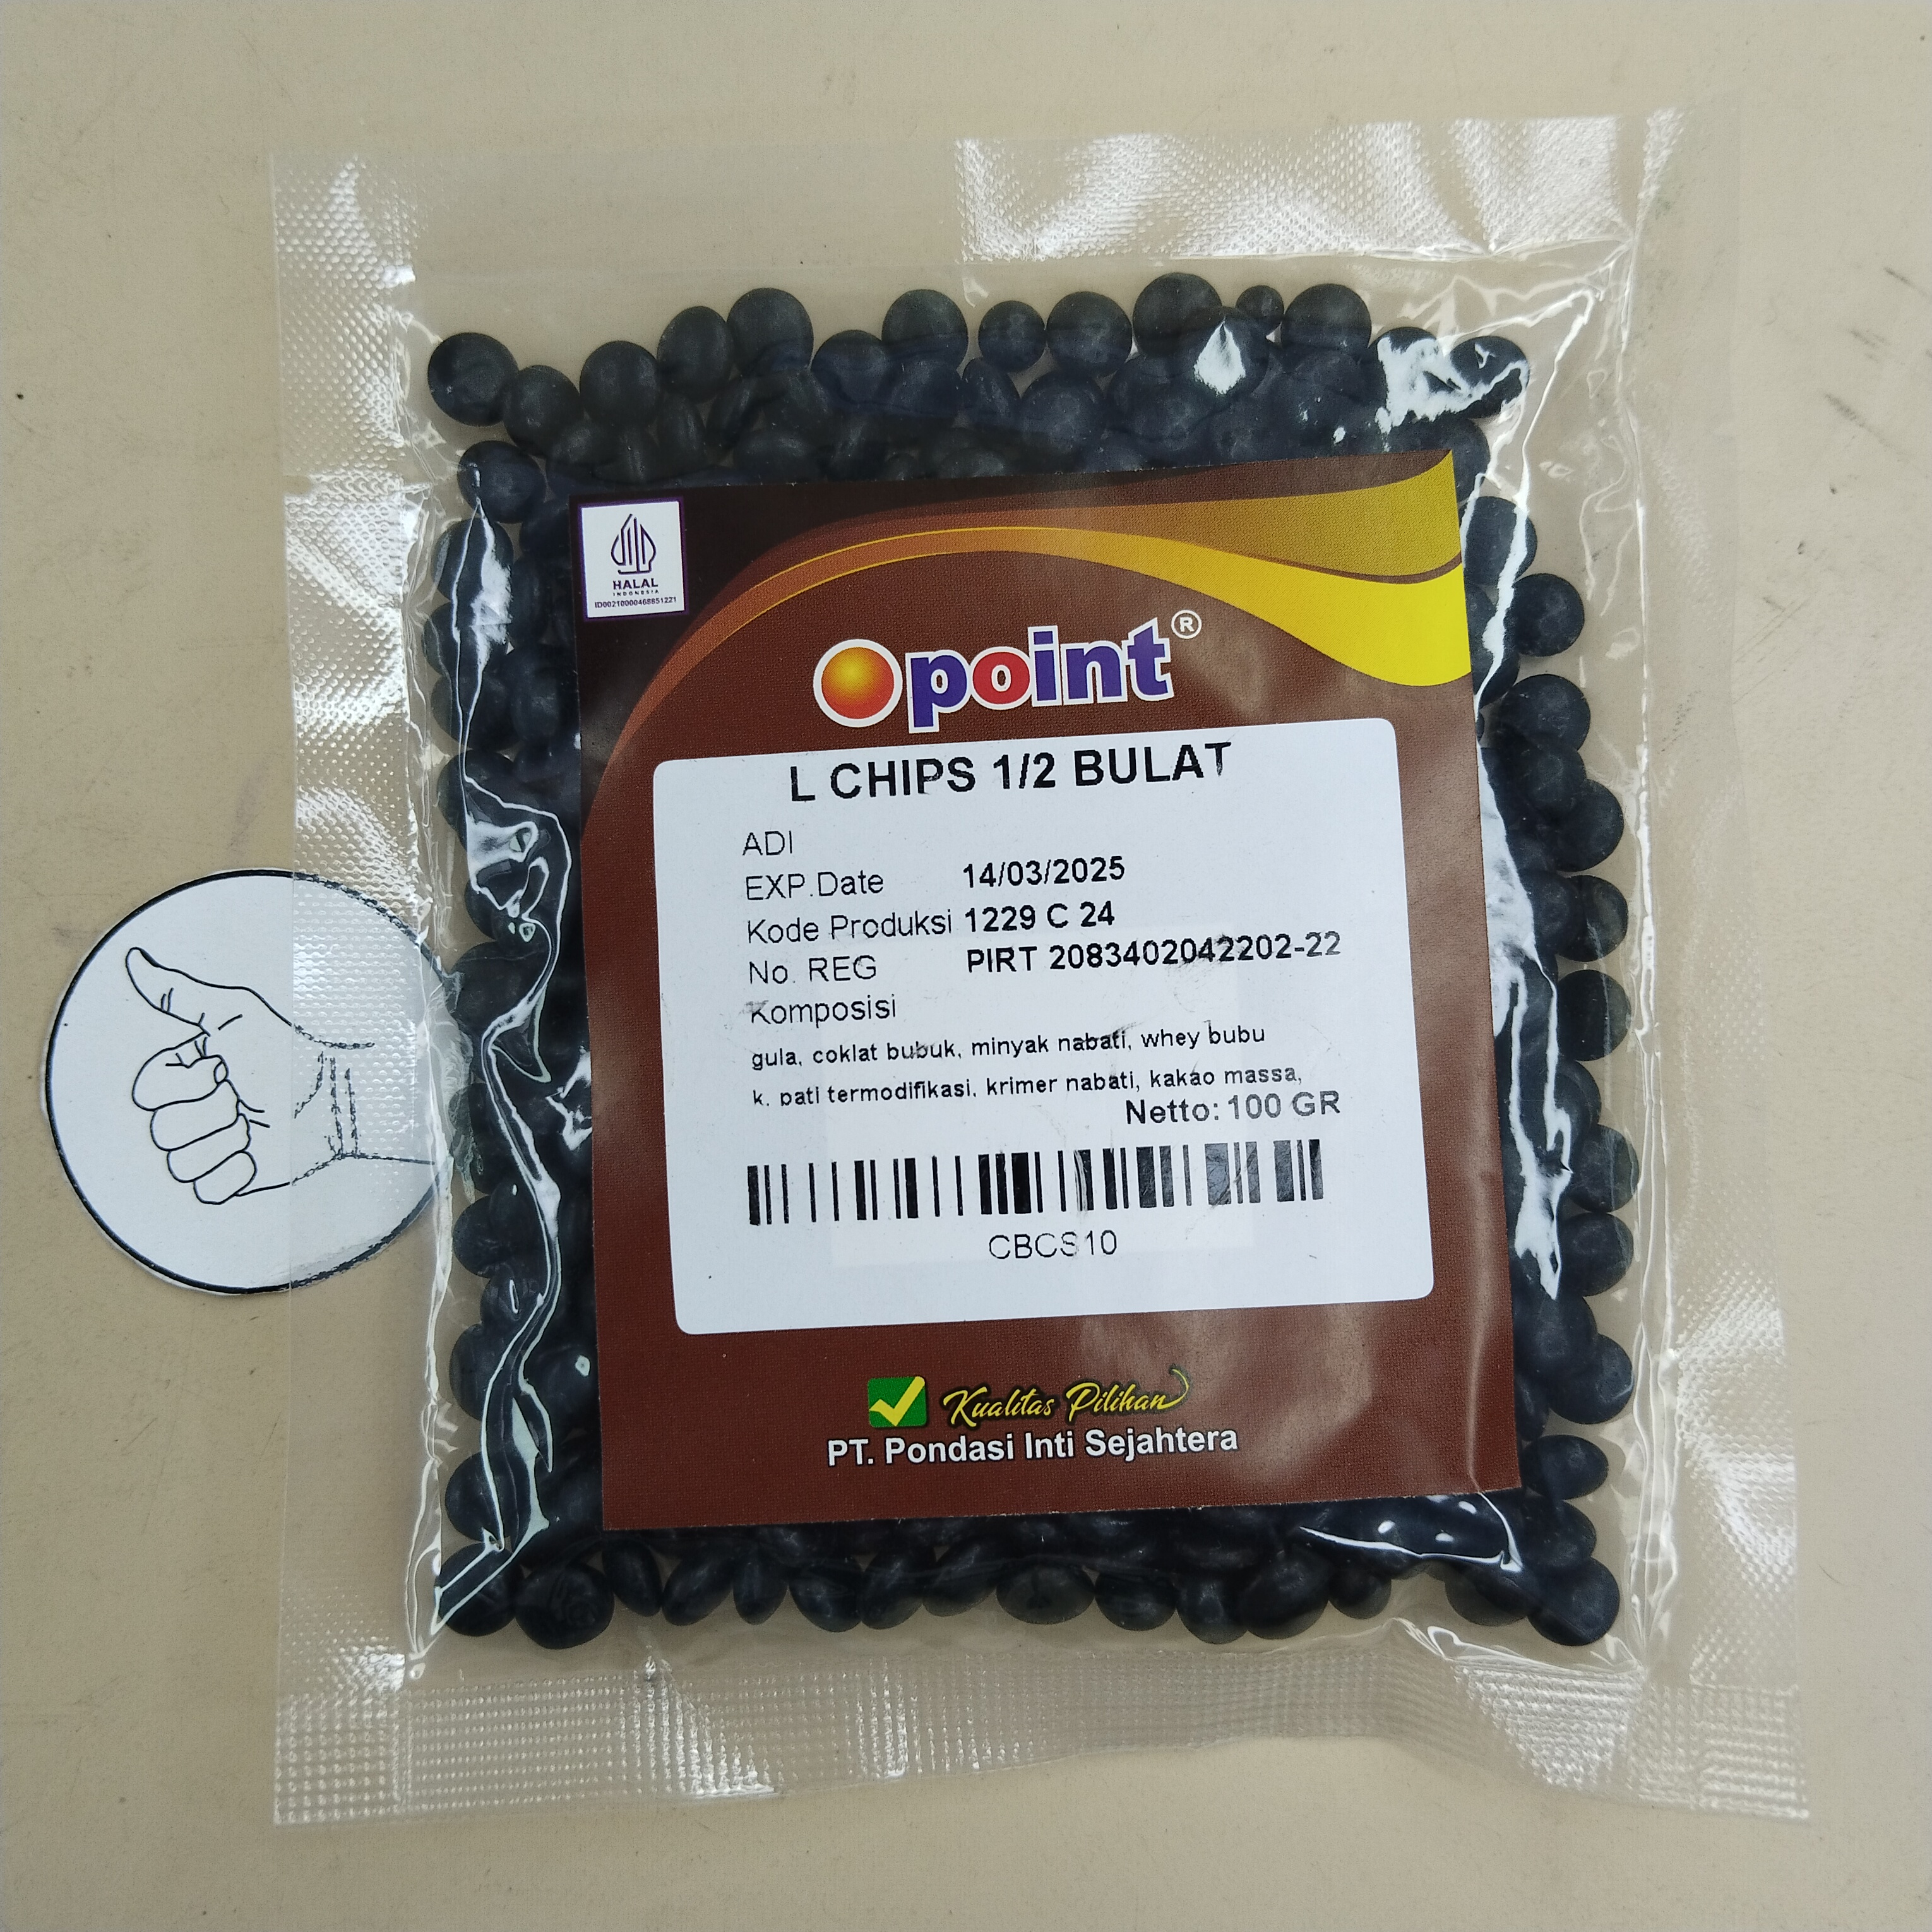 HALAL
INDONESIA
ID00210000468651221
point®
L CHIPS 1/2 BULAT
ADI
EXP.Date 14/03/2025
Kode Produksi 1229 C 24
No. REG PIRT 2083402042202-22
Komposisi
gula, coklat bubuk, minyak nabati, whey bubu
k, pati termodifikasi, krimer nabati, kakao massa,
Netto: 100 GR
CBCS10
Kualitas Pilihan
PT. Pondasi Inti Sejahtera